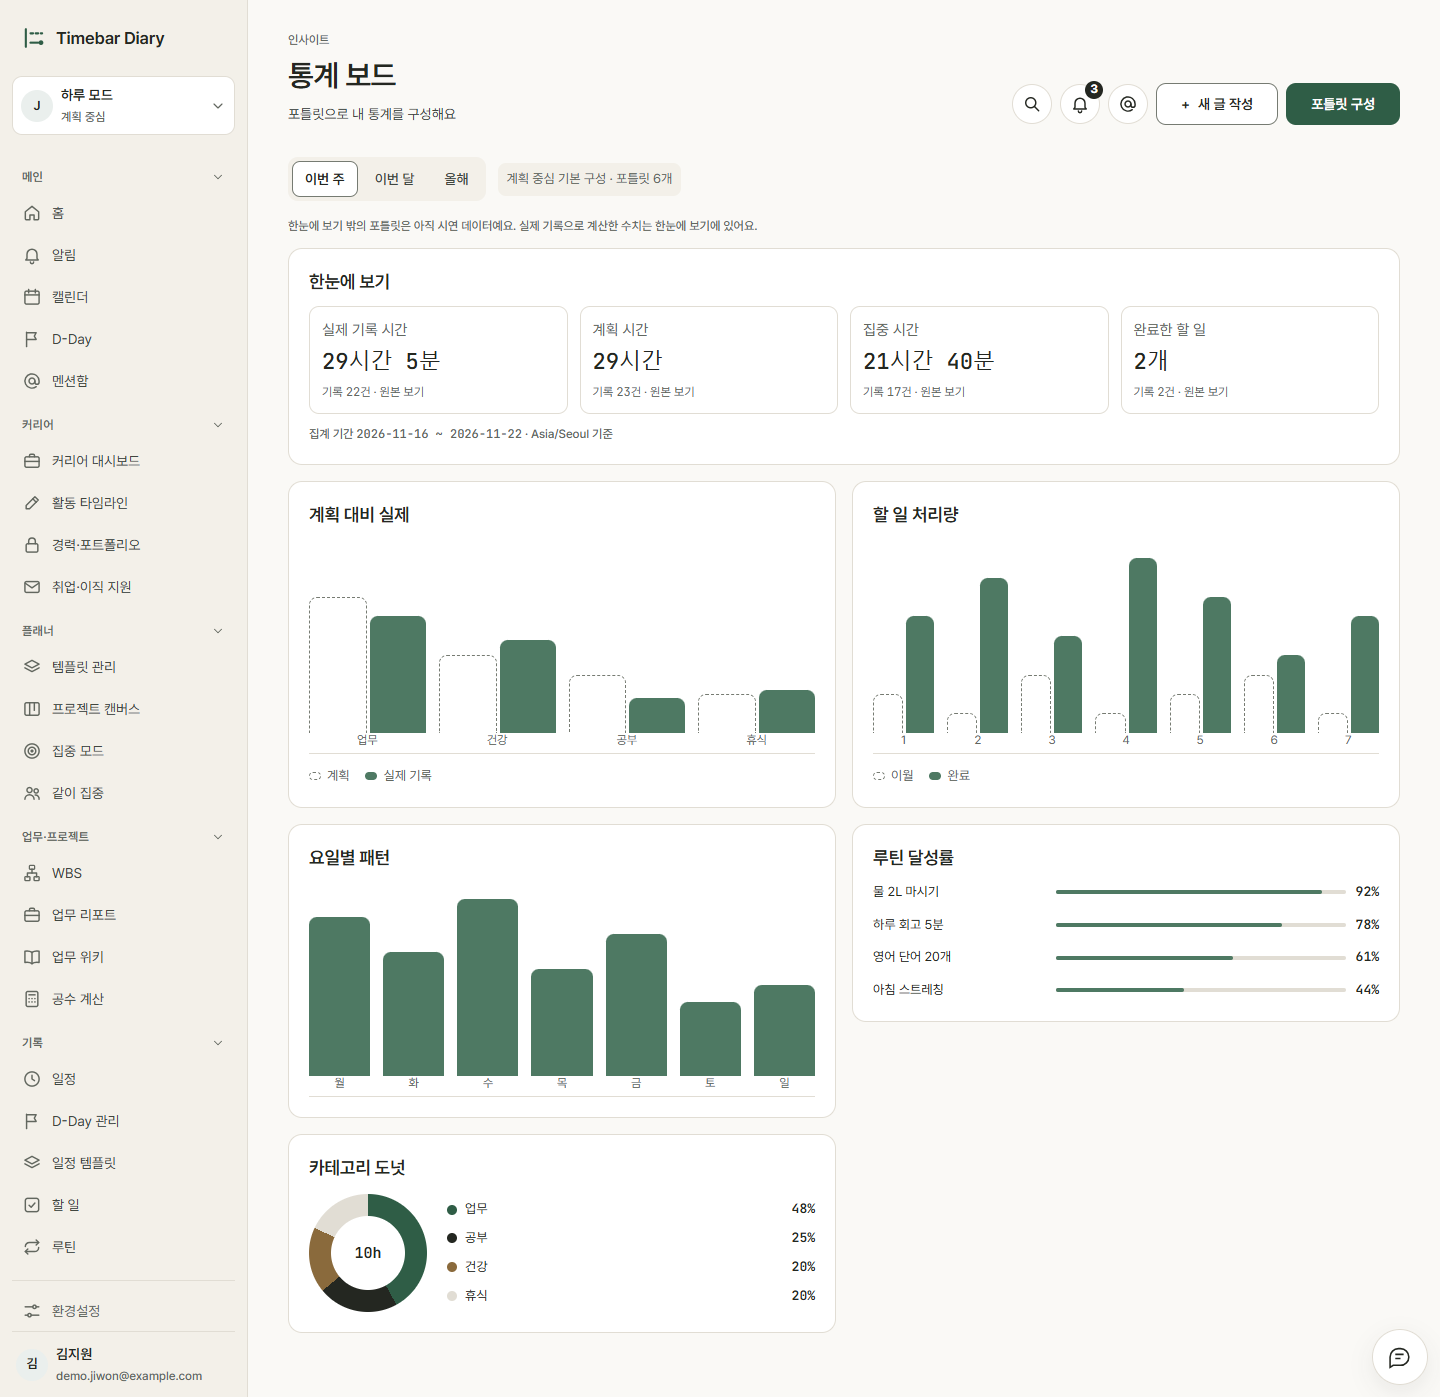 Timebar Diary
J
하루 모드
계획 중심
메인
홈
알림
캘린더
D-Day
멘션함
커리어
커리어 대시보드
활동 타임라인
경력·포트폴리오
취업·이직 지원
플래너
템플릿 관리
프로젝트 캔버스
집중 모드
같이 집중
업무·프로젝트
WBS
업무 리포트
업무 위키
공수 계산
기록
일정
D-Day 관리
일정 템플릿
할 일
루틴
환경설정
김
김지원
demo.jiwon@example.com
인사이트
통계 보드
포틀릿으로 내 통계를 구성해요
3
+ 새 글 작성
포틀릿 구성
이번 주 이번 달 올해
계획 중심 기본 구성 · 포틀릿 6개
한눈에 보기 밖의 포틀릿은 아직 시연 데이터예요. 실제 기록으로 계산한 수치는 한눈에 보기에 있어요.
한눈에 보기
실제 기록 시간
29시간 5분
기록 22건 · 원본 보기
계획 시간
29시간
기록 23건 · 원본 보기
집중 시간
21시간 40분
기록 17건 · 원본 보기
완료한 할 일
2개
기록 2건 · 원본 보기
집계 기간 2026-11-16 ~ 2026-11-22 · Asia/Seoul 기준
계획 대비 실제
업무 건강 공부 휴식
계획 실제 기록
할 일 처리량
1 2 3 4 5 6 7
이월 완료
요일별 패턴
월 화 수 목 금 토 일
루틴 달성률
물 2L 마시기 92%
하루 회고 5분 78%
영어 단어 20개 61%
아침 스트레칭 44%
카테고리 도넛
10h
업무 48%
공부 25%
건강 20%
휴식 20%